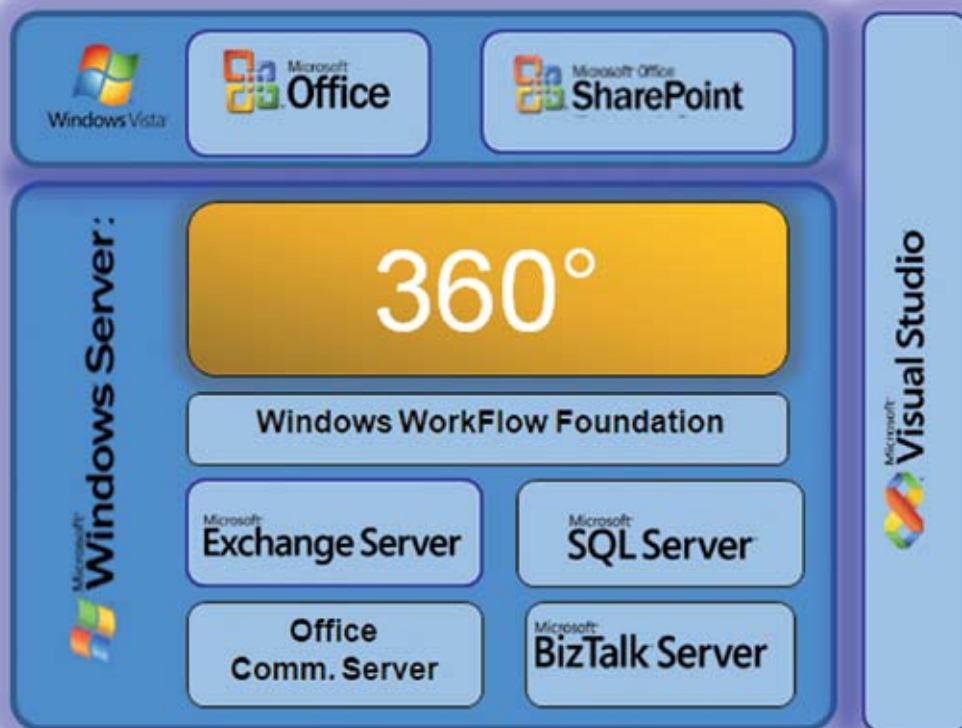 Windows Vista
Microsoft
Office
Microsoft Office
SharePoint
Microsoft
Windows Server:
360°
Windows WorkFlow Foundation
Microsoft
Exchange Server
Microsoft
SQL Server
Office
Comm. Server
Microsoft
BizTalk Server
Microsoft
Visual Studio